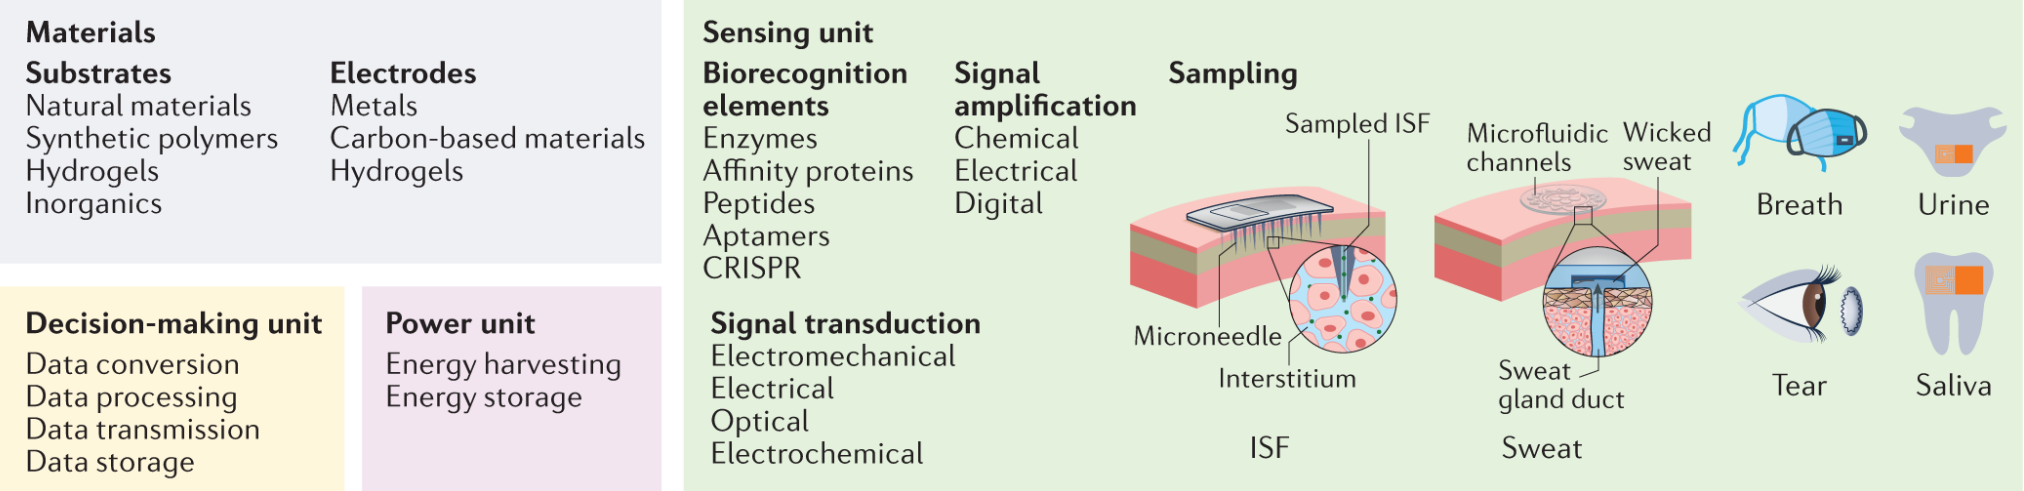 Materials
Substrates
Natural materials
Synthetic polymers
Hydrogels
Inorganics
Electrodes
Metals
Carbon-based materials
Hydrogels
Decision-making unit
Data conversion
Data processing
Data transmission
Data storage
Power unit
Energy harvesting
Energy storage
Sensing unit
Biorecognition
elements
Enzymes
Affinity proteins
Peptides
Aptamers
CRISPR
Signal
amplification
Chemical
Electrical
Digital
Signal transduction
Electromechanical
Electrical
Optical
Electrochemical
Sampling
Sampled ISF
Microneedle
Interstitium
ISF
Microfluidic
channels
Wicked
sweat
Sweat
gland duct
Sweat
Breath
Urine
Tear
Saliva